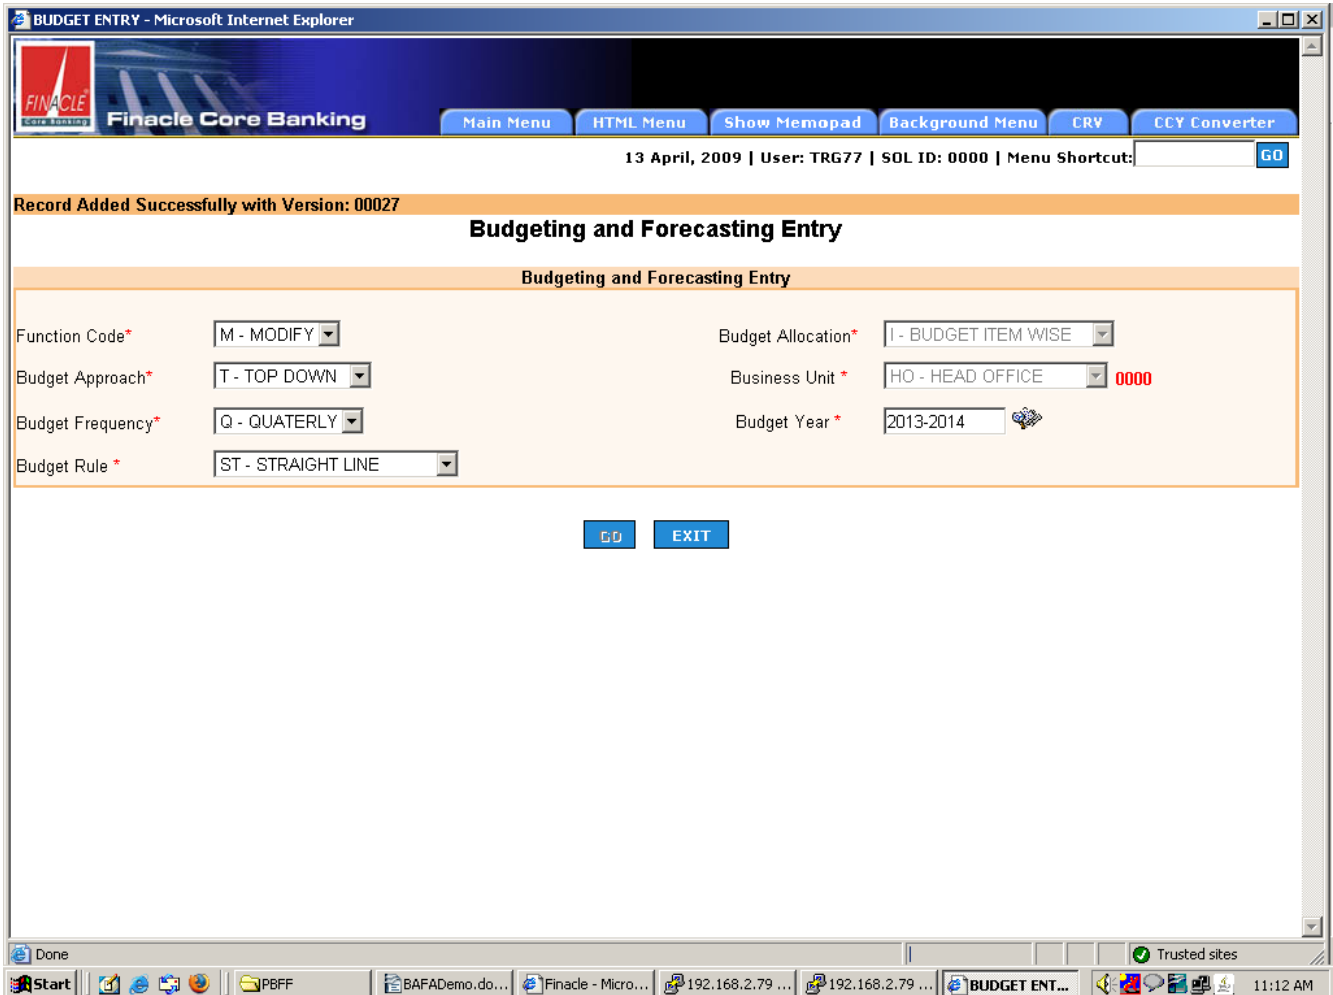 BUDGET ENTRY - Microsoft Internet Explorer
FINACLE
Core Banking
Finacle Core Banking
Main Menu HTML Menu Show Memopad Background Menu CRV CCY Converter
13 April, 2009 | User: TRG77 | SOL ID: 0000 | Menu Shortcut: GO
Record Added Successfully with Version: 00027
Budgeting and Forecasting Entry
Budgeting and Forecasting Entry
Function Code* M - MODIFY Budget Allocation* I - BUDGET ITEM WISE
Budget Approach* T - TOP DOWN Business Unit * HO - HEAD OFFICE 0000
Budget Frequency* Q - QUATERLY Budget Year * 2013-2014
Budget Rule * ST - STRAIGHT LINE
GO EXIT
Done Trusted sites
Start PBFF BAFADemo.do... Finacle - Micro... 192.168.2.79 ... 192.168.2.79 ... BUDGET ENT... 11:12 AM